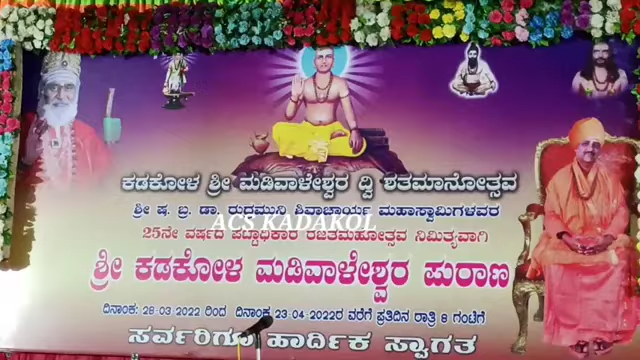 ಕಡಕೋಳ ಶ್ರೀ ಮಡಿವಾಳೇಶ್ವರ ದ್ವಿ ಶತಮಾನೋತ್ಸವ
ಶ್ರೀ ಷ. ಬ್ರ. ಡಾ. ರುದ್ರಮುನಿ ಶಿವಾಚಾರ್ಯ ಮಹಾಸ್ವಾಮಿಗಳವರ
ACS KADAKOL
25ನೇ ವರ್ಷದ ಪಟ್ಟಾಧಿಕಾರ ರಜತಮಹೋತ್ಸವ ನಿಮಿತ್ಯವಾಗಿ
ಶ್ರೀ ಕಡಕೋಳ ಮಡಿವಾಳೇಶ್ವರ ಪುರಾಣ
ದಿನಾಂಕ: 28-03-2022 ರಿಂದ ದಿನಾಂಕ 23-04-2022ರ ವರೆಗೆ ಪ್ರತಿದಿನ ರಾತ್ರಿ 8 ಗಂಟೆಗೆ
ಸರ್ವರಿಗೂ ಹಾರ್ದಿಕ ಸ್ವಾಗತ